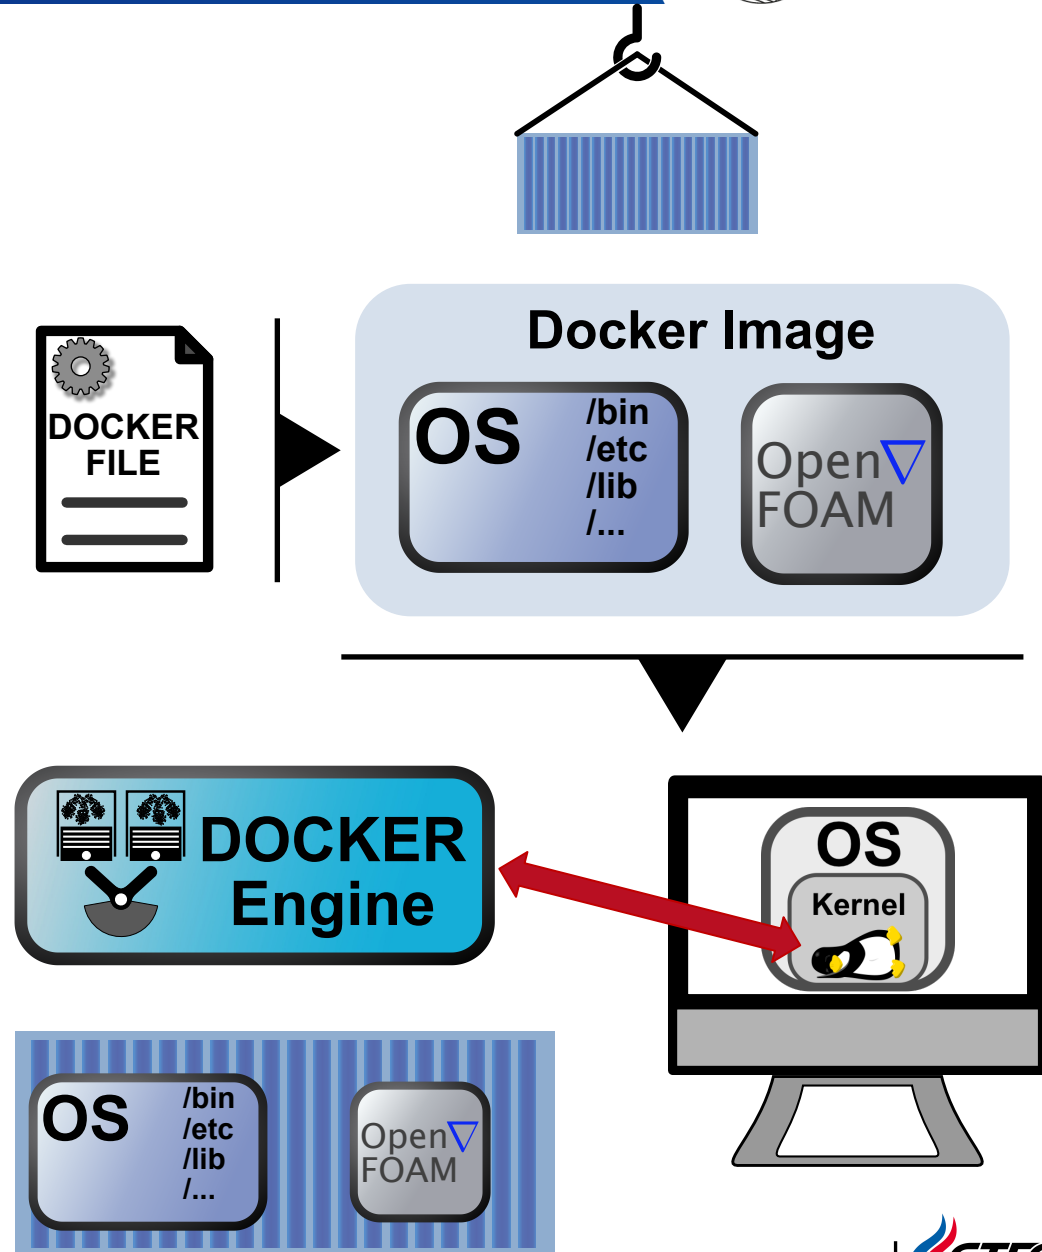 Docker Image
DOCKER
FILE
OS
/bin
/etc
/lib
/...
Open
FOAM
DOCKER
Engine
OS
Kernel
OS
/bin
/etc
/lib
/...
Open
FOAM